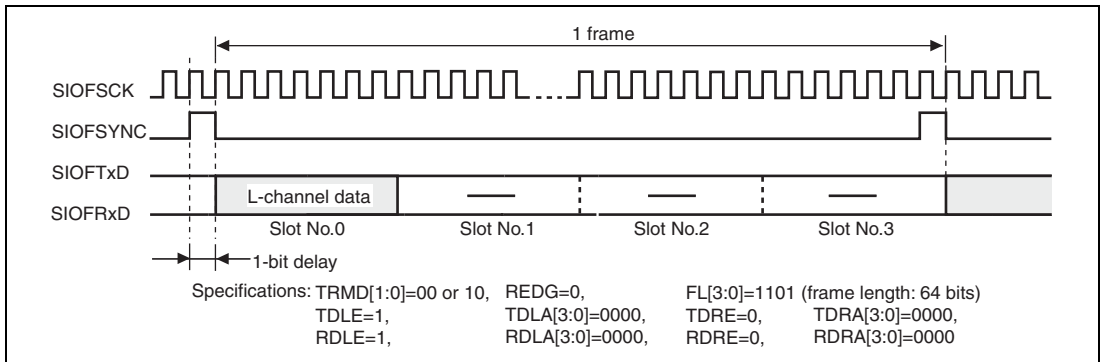 1 frame
SIOFSCK
SIOFSYNC
SIOFTxD
SIOFRxD
L-channel data
Slot No.0 Slot No.1 Slot No.2 Slot No.3
1-bit delay
Specifications: TRMD[1:0]=00 or 10, REDG=0, FL[3:0]=1101 (frame length: 64 bits)
TDLE=1, TDLA[3:0]=0000, TDRE=0, TDRA[3:0]=0000,
RDLE=1, RDLA[3:0]=0000, RDRE=0, RDRA[3:0]=0000